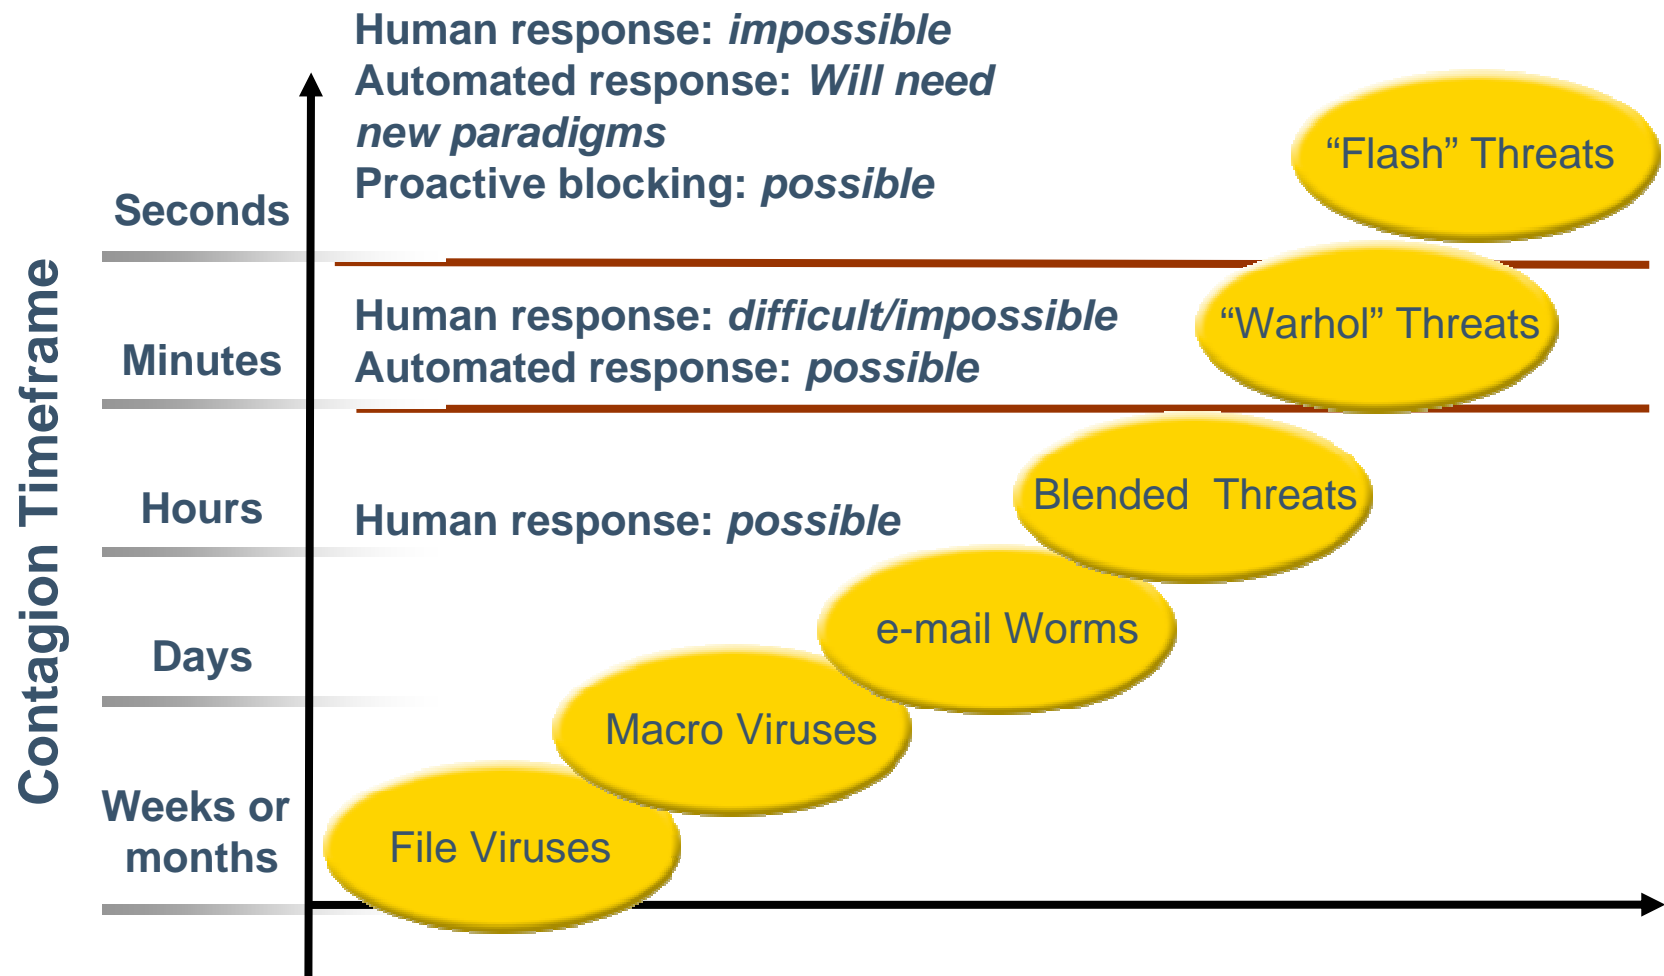 Human response: impossible
Automated response: Will need
new paradigms
Proactive blocking: possible
“Flash” Threats
Seconds
Human response: difficult/impossible
Automated response: possible
“Warhol” Threats
Minutes
Contagion Timeframe
Blended Threats
Hours
Human response: possible
e-mail Worms
Days
Macro Viruses
Weeks or
months
File Viruses